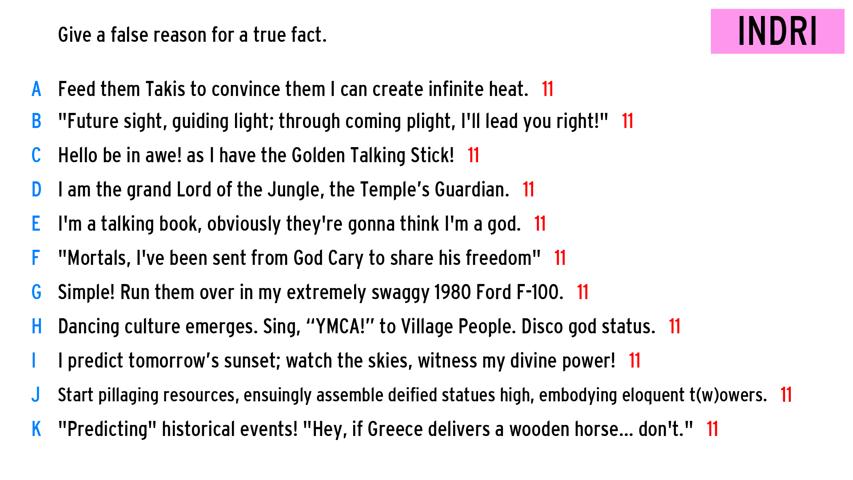 Give a false reason for a true fact.
INDRI
A Feed them Takis to convince them I can create infinite heat. 11
B "Future sight, guiding light; through coming plight, I'll lead you right!" 11
C Hello be in awe! as I have the Golden Talking Stick! 11
D I am the grand Lord of the Jungle, the Temple’s Guardian. 11
E I'm a talking book, obviously they're gonna think I'm a god. 11
F "Mortals, I've been sent from God Cary to share his freedom" 11
G Simple! Run them over in my extremely swaggy 1980 Ford F-100. 11
H Dancing culture emerges. Sing, “YMCA!” to Village People. Disco god status. 11
I I predict tomorrow’s sunset; watch the skies, witness my divine power! 11
J Start pillaging resources, ensuingly assemble deified statues high, embodying eloquent t(w)owers. 11
K "Predicting" historical events! "Hey, if Greece delivers a wooden horse... don't." 11